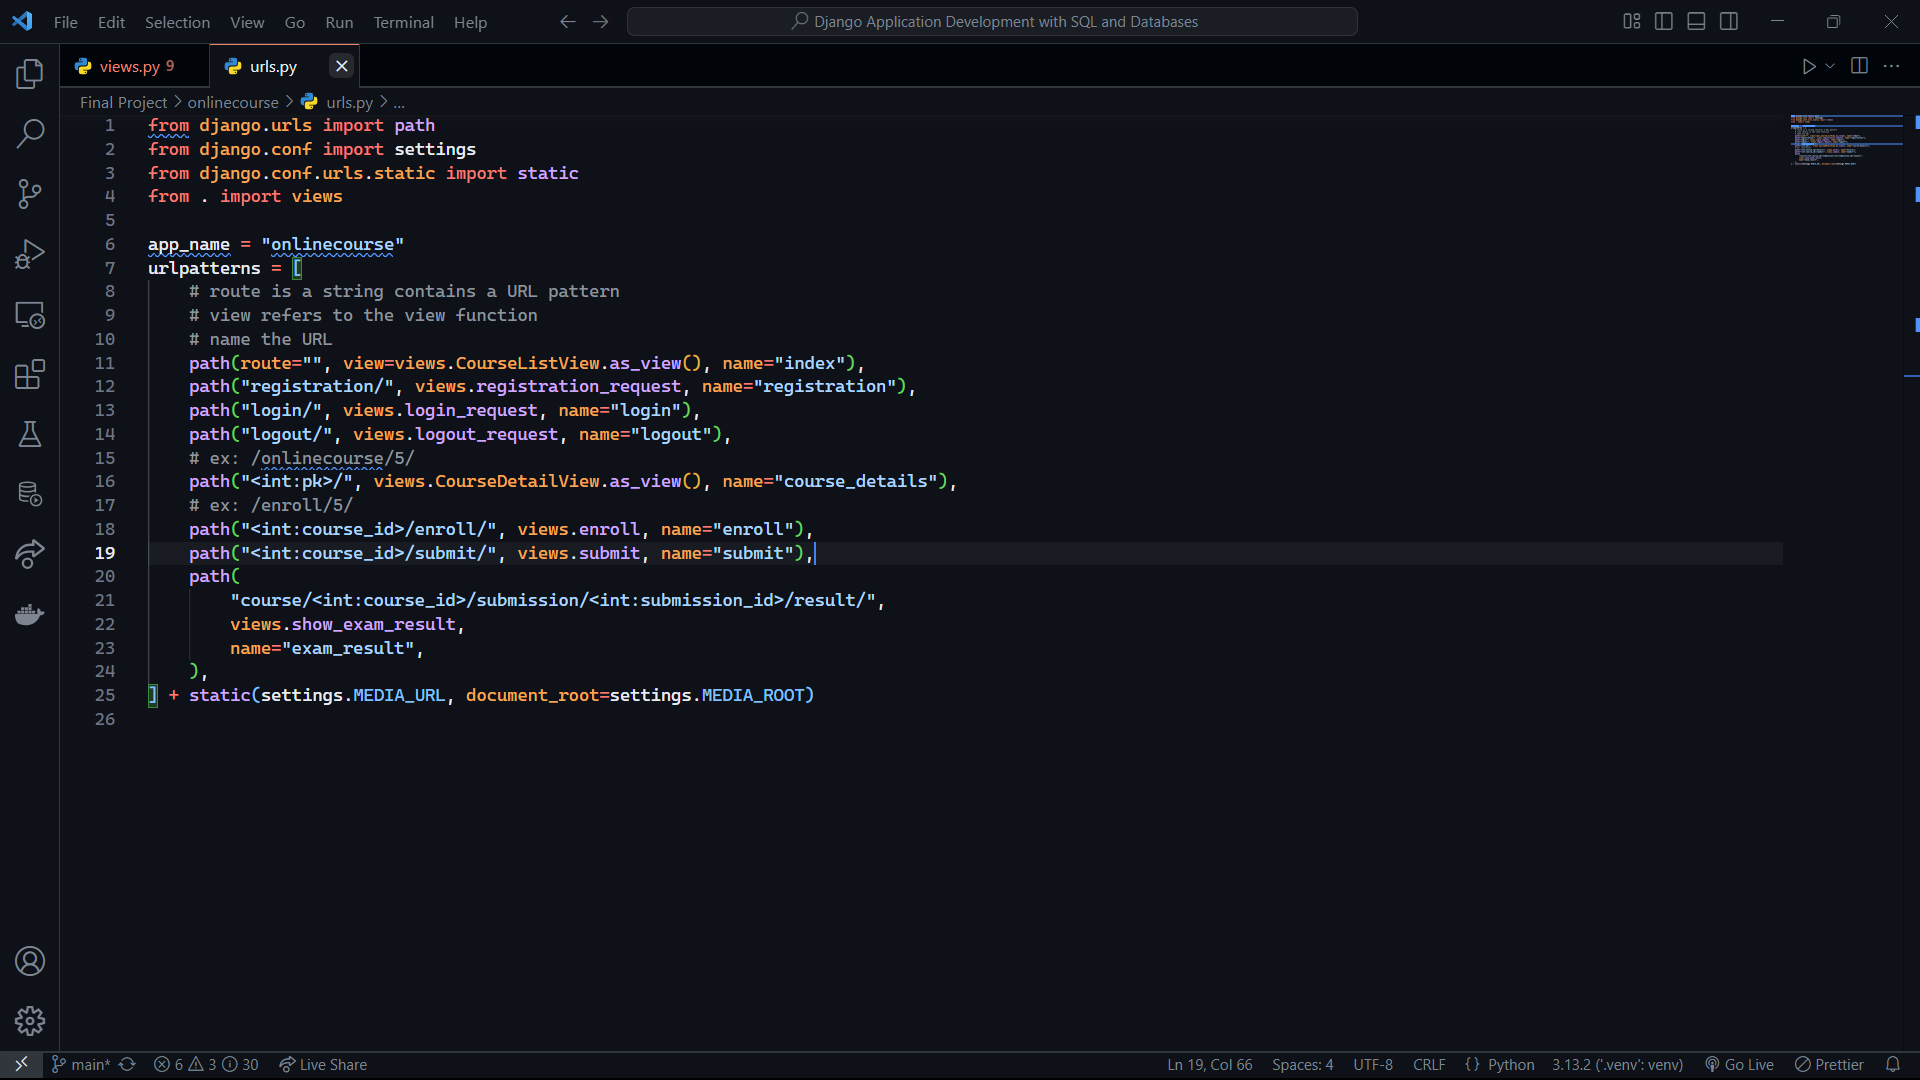 File Edit Selection View Go Run Terminal Help
Django Application Development with SQL and Databases
views.py 9
urls.py
Final Project > onlinecourse > urls.py > ...
1 from django.urls import path
2 from django.conf import settings
3 from django.conf.urls.static import static
4 from . import views
5
6 app_name = "onlinecourse"
7 urlpatterns = [
8     # route is a string contains a URL pattern
9     # view refers to the view function
10     # name the URL
11     path(route="", view=views.CourseListView.as_view(), name="index"),
12     path("registration/", views.registration_request, name="registration"),
13     path("login/", views.login_request, name="login"),
14     path("logout/", views.logout_request, name="logout"),
15     # ex: /onlinecourse/5/
16     path("<int:pk>/", views.CourseDetailView.as_view(), name="course_details"),
17     # ex: /enroll/5/
18     path("<int:course_id>/enroll/", views.enroll, name="enroll"),
19     path("<int:course_id>/submit/", views.submit, name="submit"),
20     path(
21         "course/<int:course_id>/submission/<int:submission_id>/result/",
22         views.show_exam_result,
23         name="exam_result",
24     ),
25 ] + static(settings.MEDIA_URL, document_root=settings.MEDIA_ROOT)
26
main* 6 3 30 Live Share Ln 19, Col 66 Spaces: 4 UTF-8 CRLF {} Python 3.13.2 ('.venv': venv) Go Live Prettier